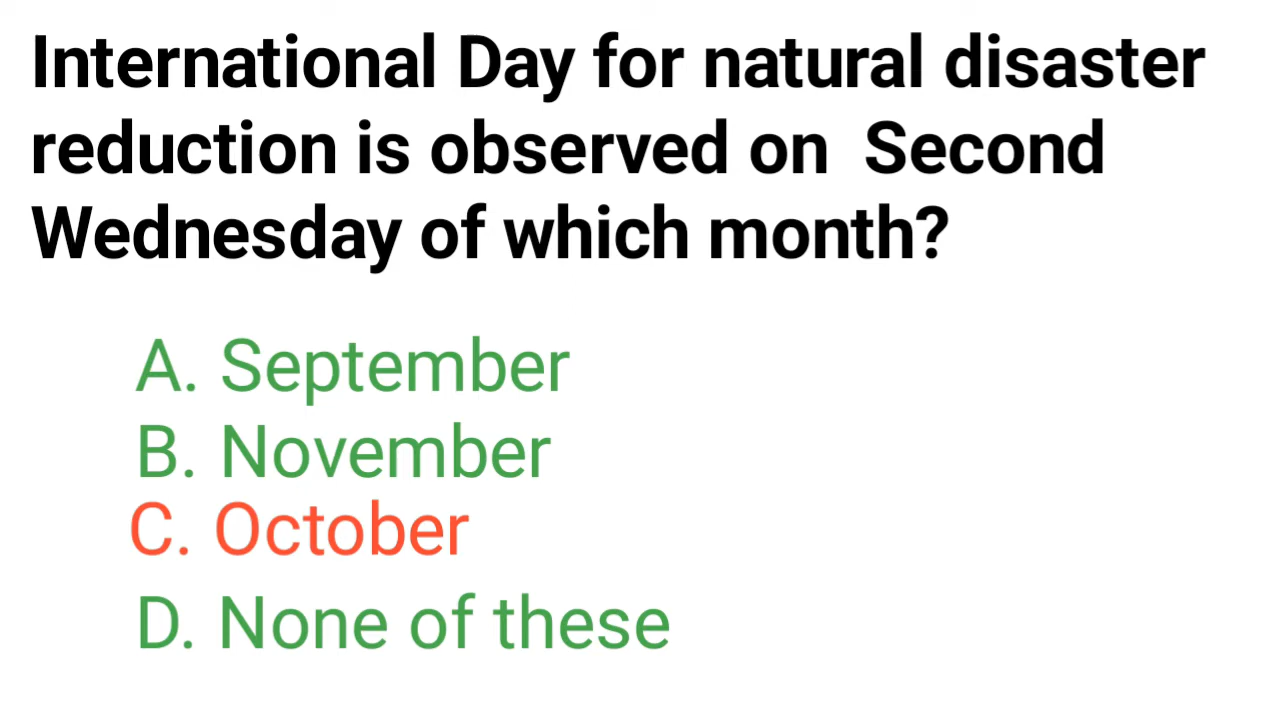 International Day for natural disaster
reduction is observed on  Second
Wednesday of which month?
A. September
B. November
C. October
D. None of these